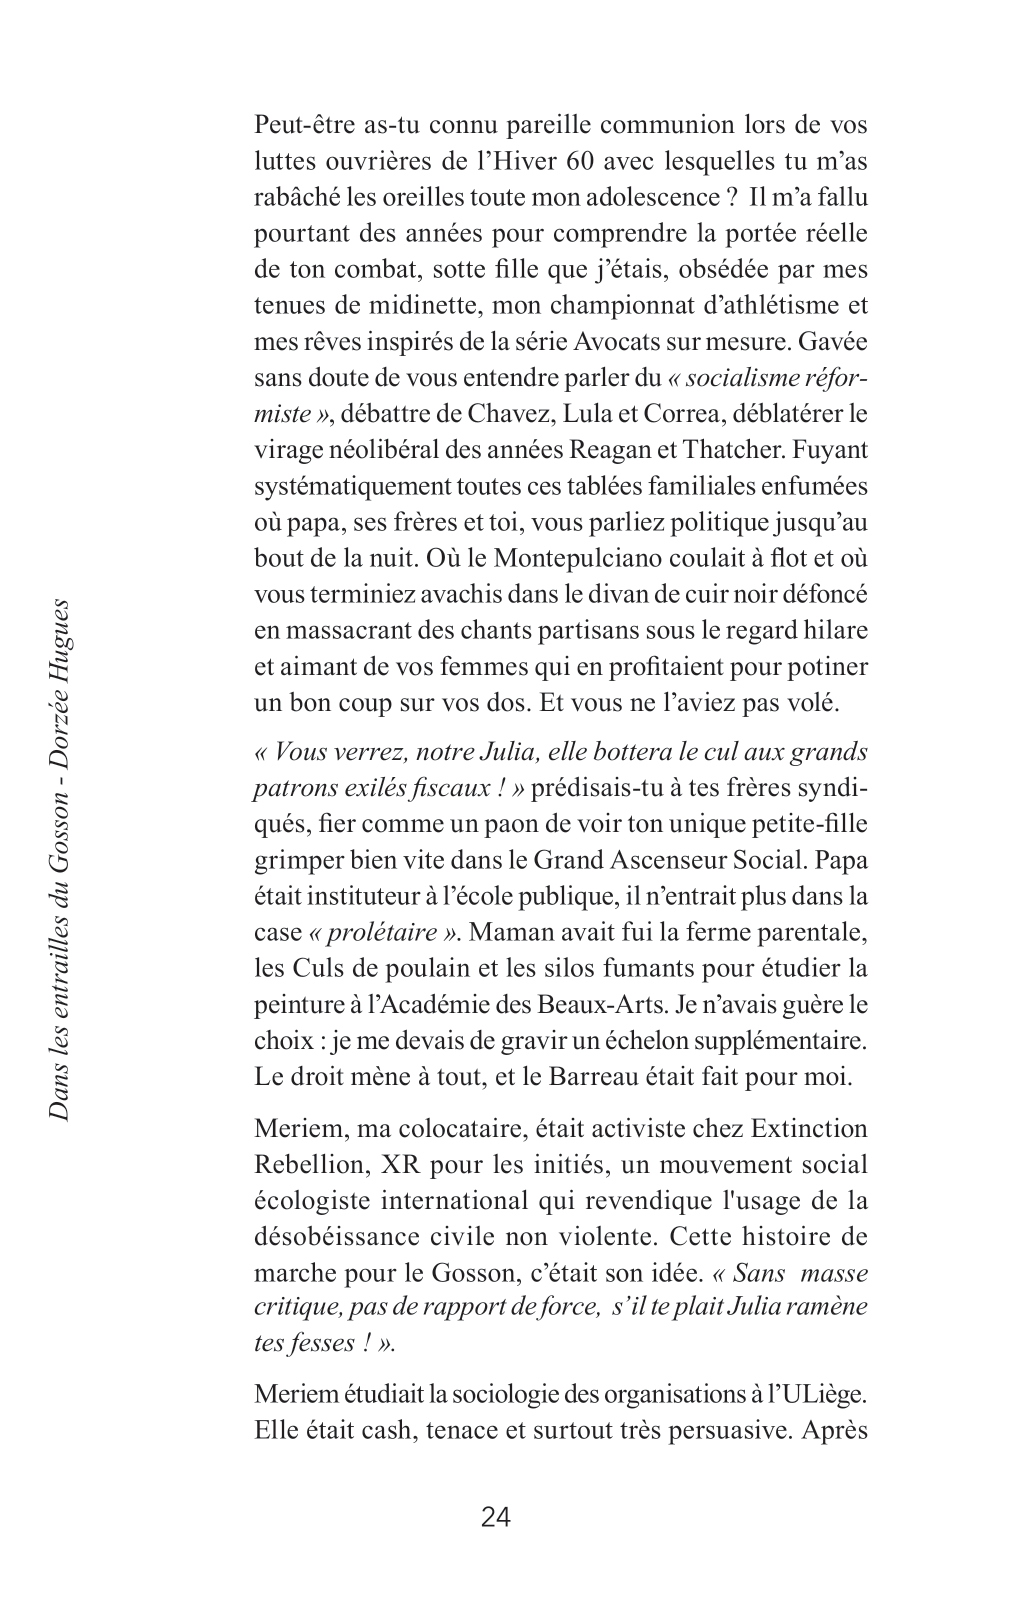 Peut-être as-tu connu pareille communion lors de vos
luttes ouvrières de l’Hiver 60 avec lesquelles tu m’as
rabâché les oreilles toute mon adolescence ?  Il m’a fallu
pourtant des années pour comprendre la portée réelle
de ton combat, sotte fille que j’étais, obsédée par mes
tenues de midinette, mon championnat d’athlétisme et
mes rêves inspirés de la série Avocats sur mesure. Gavée
sans doute de vous entendre parler du « socialisme réfor-
miste », débattre de Chavez, Lula et Correa, déblatérer le
virage néolibéral des années Reagan et Thatcher. Fuyant
systématiquement toutes ces tablées familiales enfumées
où papa, ses frères et toi, vous parliez politique jusqu’au
bout de la nuit. Où le Montepulciano coulait à flot et où
vous terminiez avachis dans le divan de cuir noir défoncé
en massacrant des chants partisans sous le regard hilare
et aimant de vos femmes qui en profitaient pour potiner
un bon coup sur vos dos. Et vous ne l’aviez pas volé.
« Vous verrez, notre Julia, elle bottera le cul aux grands
patrons exilés fiscaux ! » prédisais-tu à tes frères syndi-
qués, fier comme un paon de voir ton unique petite-fille
grimper bien vite dans le Grand Ascenseur Social. Papa
était instituteur à l’école publique, il n’entrait plus dans la
case « prolétaire ». Maman avait fui la ferme parentale,
les Culs de poulain et les silos fumants pour étudier la
peinture à l’Académie des Beaux-Arts. Je n’avais guère le
choix : je me devais de gravir un échelon supplémentaire.
Le droit mène à tout, et le Barreau était fait pour moi.
Meriem, ma colocataire, était activiste chez Extinction
Rebellion, XR pour les initiés, un mouvement social
écologiste international qui revendique l'usage de la
désobéissance civile non violente. Cette histoire de
marche pour le Gosson, c’était son idée. « Sans  masse
critique, pas de rapport de force,  s’il te plait Julia ramène
tes fesses ! ».
Meriem étudiait la sociologie des organisations à l’ULiège.
Elle était cash, tenace et surtout très persuasive. Après
24
Dans les entrailles du Gosson - Dorzée Hugues